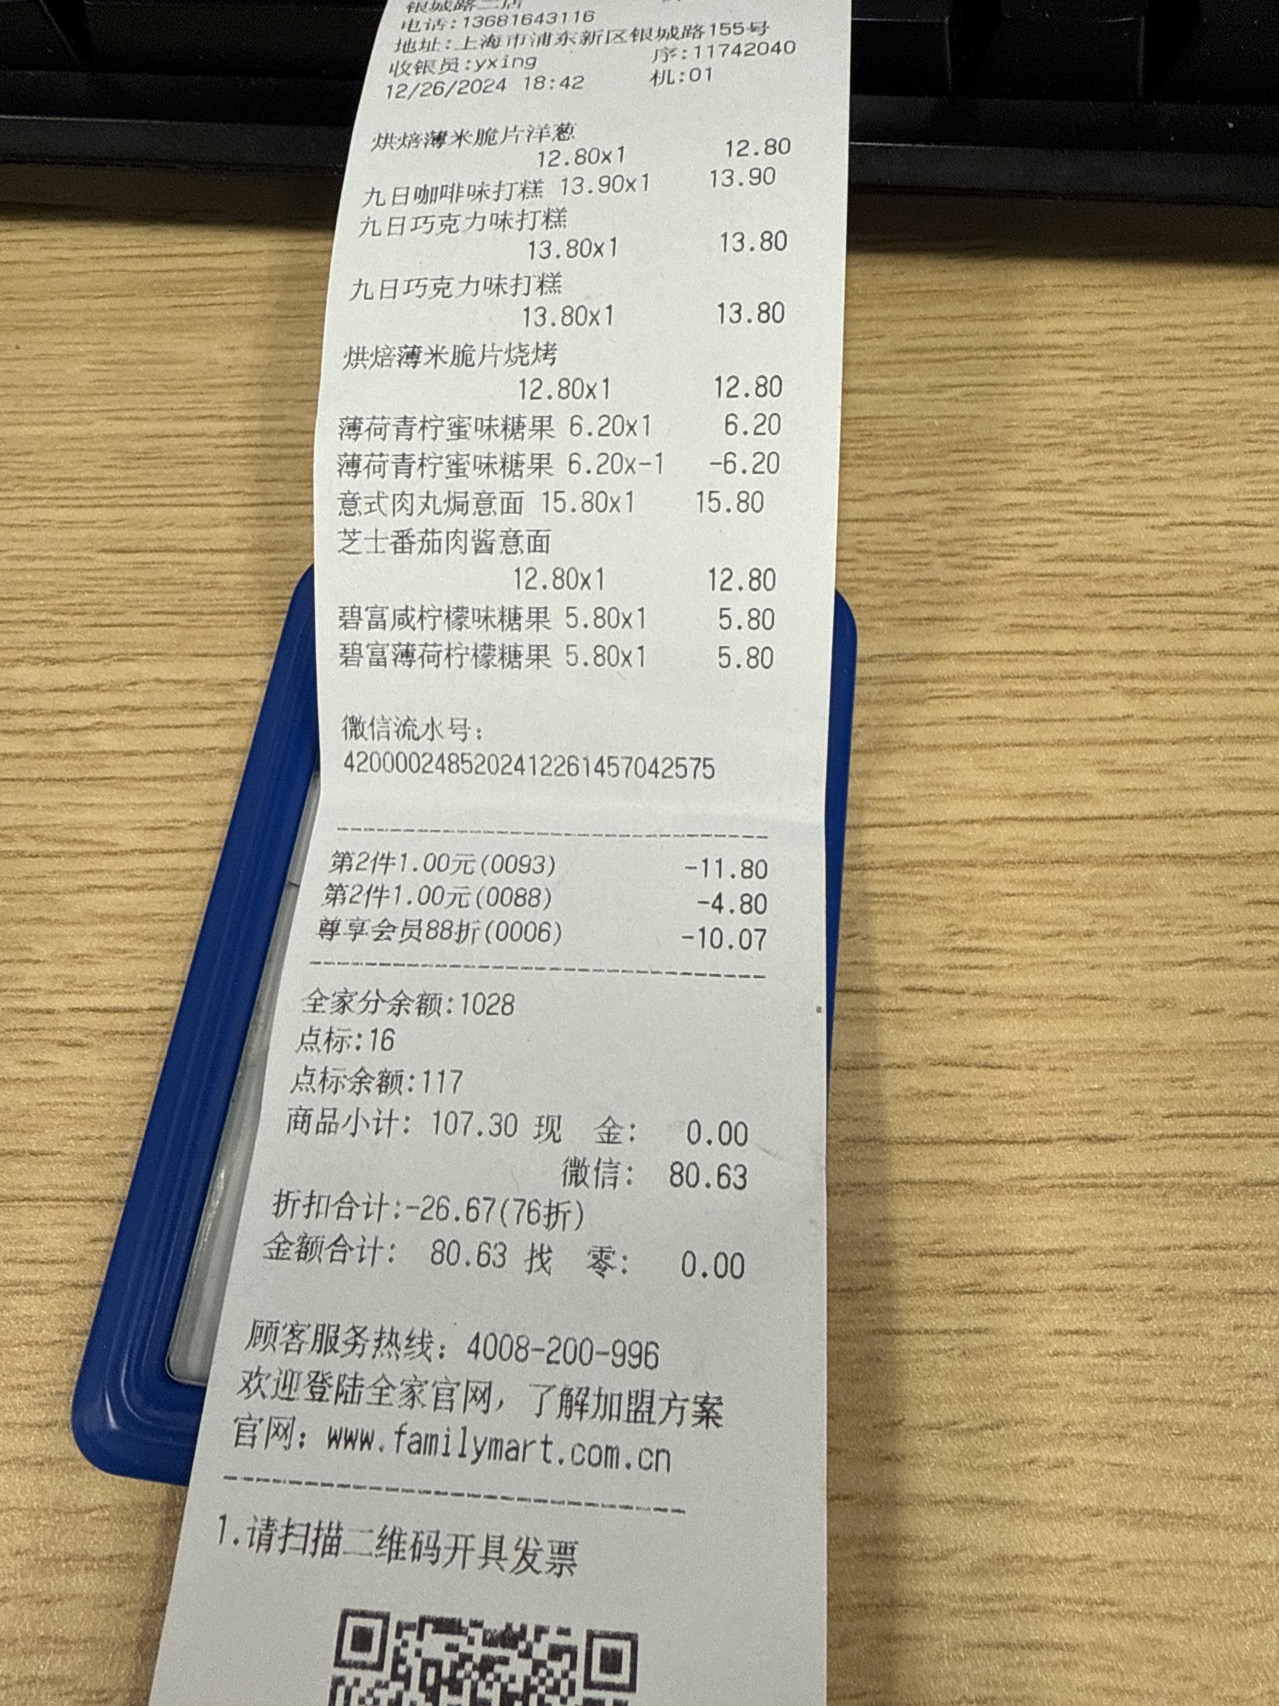 银城路二店
电话:13681643116
地址:上海市浦东新区银城路155号
收银员:yxing 序:11742040
12/26/2024 18:42 机:01
烘焙薄米脆片洋葱
12.80x1 12.80
九日咖啡味打糕 13.90x1 13.90
九日巧克力味打糕
13.80x1 13.80
九日巧克力味打糕
13.80x1 13.80
烘焙薄米脆片烧烤
12.80x1 12.80
薄荷青柠蜜味糖果 6.20x1 6.20
薄荷青柠蜜味糖果 6.20x-1 -6.20
意式肉丸焗意面 15.80x1 15.80
芝士番茄肉酱意面
12.80x1 12.80
碧富咸柠檬味糖果 5.80x1 5.80
碧富薄荷柠檬糖果 5.80x1 5.80
微信流水号:
4200002485202412261457042575
第2件1.00元(0093) -11.80
第2件1.00元(0088) -4.80
尊享会员88折(0006) -10.07
全家分余额:1028
点标:16
点标余额:117
商品小计: 107.30 现 金: 0.00
微信: 80.63
折扣合计:-26.67(76折)
金额合计: 80.63 找 零: 0.00
顾客服务热线: 4008-200-996
欢迎登陆全家官网,了解加盟方案
官网: www.familymart.com.cn
1.请扫描二维码开具发票